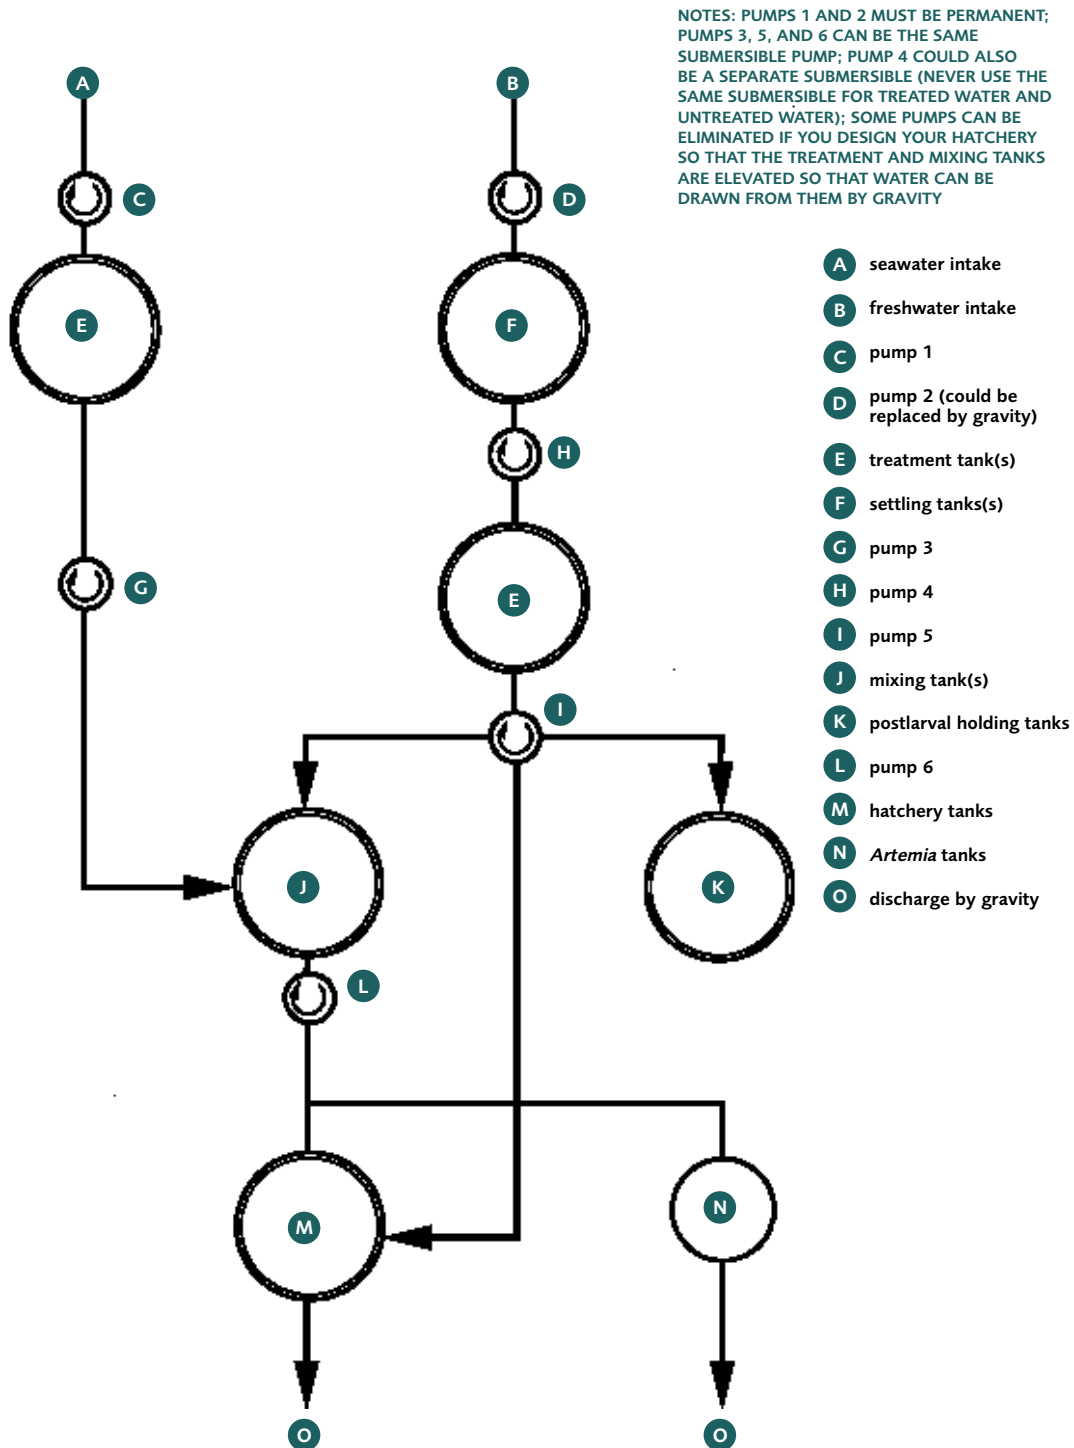 NOTES: PUMPS 1 AND 2 MUST BE PERMANENT;
PUMPS 3, 5, AND 6 CAN BE THE SAME
SUBMERSIBLE PUMP; PUMP 4 COULD ALSO
BE A SEPARATE SUBMERSIBLE (NEVER USE THE
SAME SUBMERSIBLE FOR TREATED WATER AND
UNTREATED WATER); SOME PUMPS CAN BE
ELIMINATED IF YOU DESIGN YOUR HATCHERY
SO THAT THE TREATMENT AND MIXING TANKS
ARE ELEVATED SO THAT WATER CAN BE
DRAWN FROM THEM BY GRAVITY
A
B
C
D
E
F
H
G
E
I
J
K
L
M
N
O
O
A seawater intake
B freshwater intake
C pump 1
D pump 2 (could be
replaced by gravity)
E treatment tank(s)
F settling tanks(s)
G pump 3
H pump 4
I pump 5
J mixing tank(s)
K postlarval holding tanks
L pump 6
M hatchery tanks
N Artemia tanks
O discharge by gravity